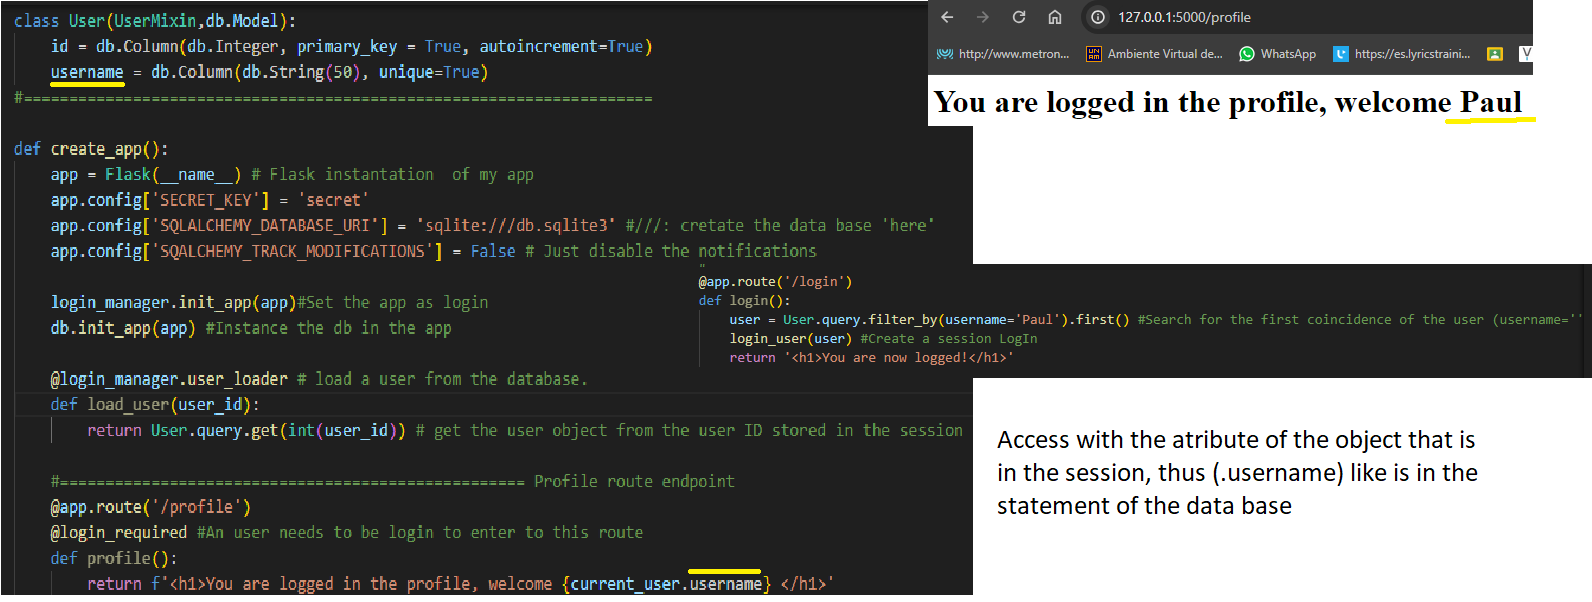 class User(UserMixin,db.Model):
id = db.Column(db.Integer, primary_key = True, autoincrement=True)
username = db.Column(db.String(50), unique=True)
#=====================================================================
def create_app():
app = Flask(__name__) # Flask instantation  of my app
app.config['SECRET_KEY'] = 'secret'
app.config['SQLALCHEMY_DATABASE_URI'] = 'sqlite:///db.sqlite3' #///: cretate the data base 'here'
app.config['SQALCHEMY_TRACK_MODIFICATIONS'] = False # Just disable the notifications
login_manager.init_app(app)#Set the app as login
db.init_app(app) #Instance the db in the app
@login_manager.user_loader # load a user from the database.
def load_user(user_id):
return User.query.get(int(user_id)) # get the user object from the user ID stored in the session
#=================================================== Profile route endpoint
@app.route('/profile')
@login_required #An user needs to be login to enter to this route
def profile():
return f'<h1>You are logged in the profile, welcome {current_user.username} </h1>'
127.0.0.1:5000/profile
http://www.metron... Ambiente Virtual de... WhatsApp https://es.lyricstraini...
You are logged in the profile, welcome Paul
@app.route('/login')
def login():
user = User.query.filter_by(username='Paul').first() #Search for the first coincidence of the user (username=''
login_user(user) #Create a session LogIn
return '<h1>You are now logged!</h1>'
Access with the atribute of the object that is
in the session, thus (.username) like is in the
statement of the data base